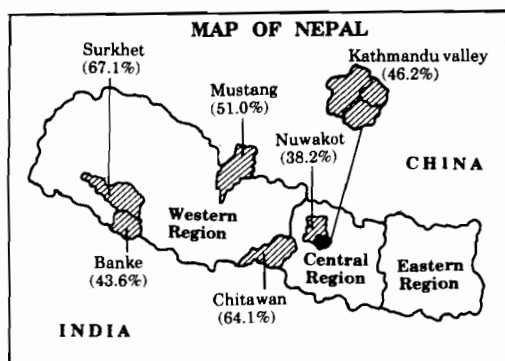 MAP OF NEPAL
Surkhet
(67.1%)
Kathmandu valley
(46.2%)
Mustang
(51.0%)
Nuwakot
(38.2%)
CHINA
Western
Region
Banke
(43.6%)
Central
Region
Eastern
Region
Chitawan
(64.1%)
INDIA